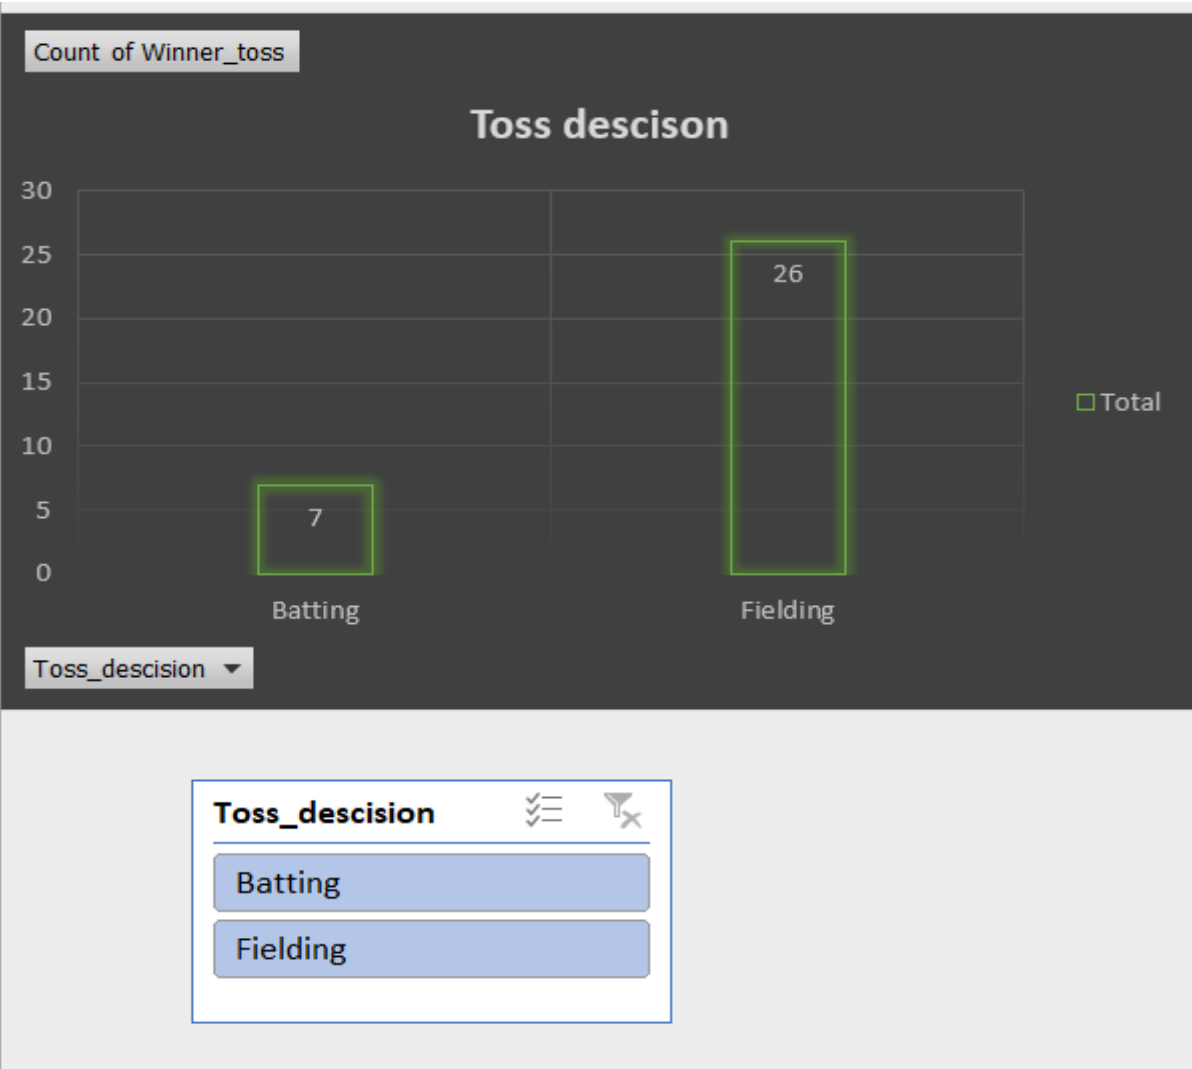 Count of Winner_toss
Toss descison
30
25
20
15
10
5
0
7
26
Total
Batting
Fielding
Toss_descision
Toss_descision
Batting
Fielding